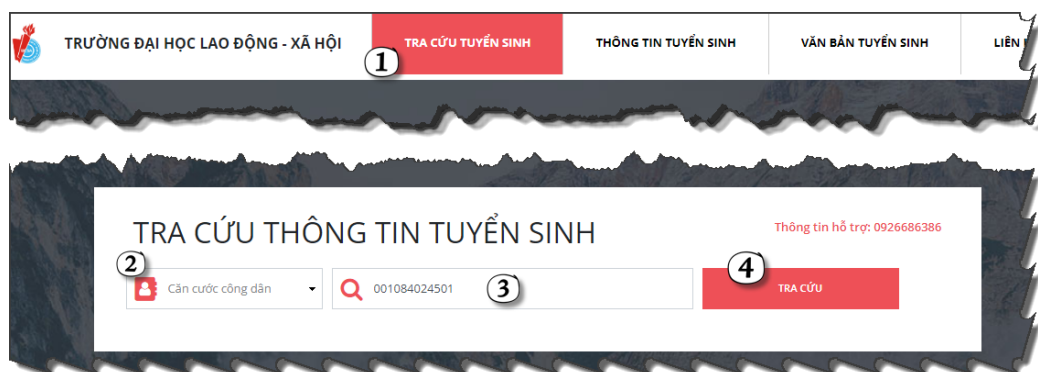 TRƯỜNG ĐẠI HỌC LAO ĐỘNG - XÃ HỘI TRA CỨU TUYỂN SINH THÔNG TIN TUYỂN SINH VĂN BẢN TUYỂN SINH LIÊN
1
TRA CỨU THÔNG TIN TUYỂN SINH Thông tin hỗ trợ: 0926686386
2 4
Căn cước công dân 001084024501 3 TRA CỨU